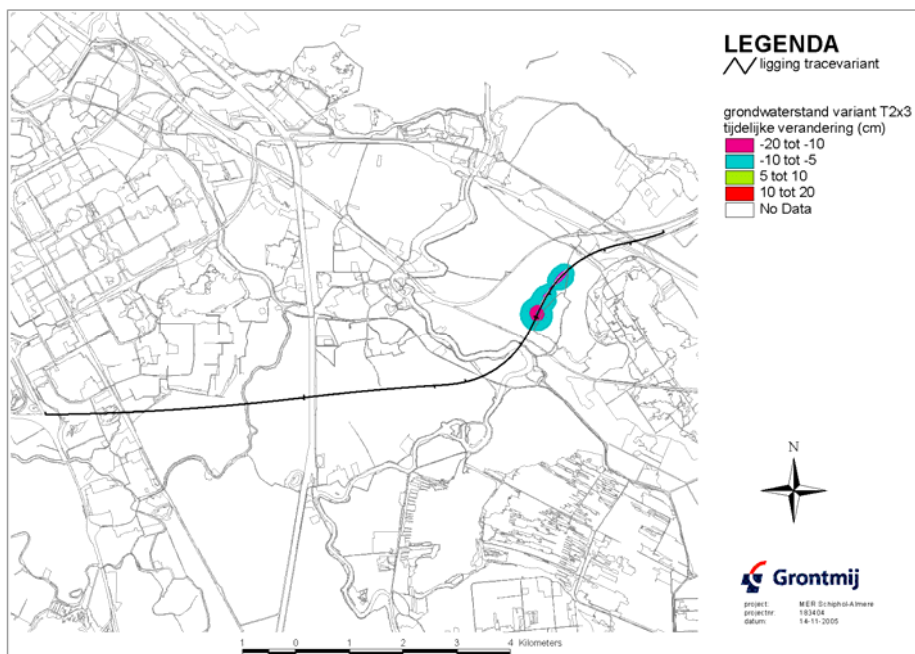 LEGENDA
ligging tracevariant
grondwaterstand variant T2x3
tijdelijke verandering (cm)
-20 tot -10
-10 tot -5
5 tot 10
10 tot 20
No Data
N
Grontmij
project: MER Schiphol-Almere
projectnr: 193404
datum: 14-11-2005
1 0 1 2 3 4 Kilometers